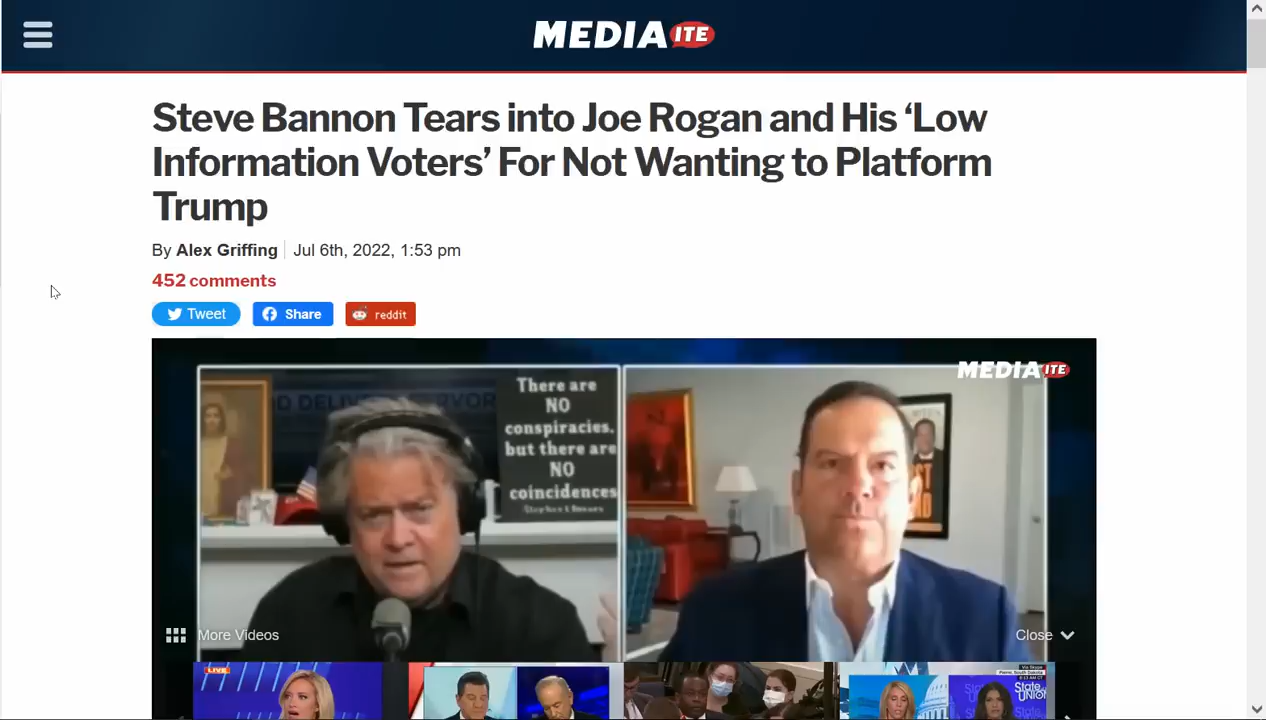 MEDIAITE
Steve Bannon Tears into Joe Rogan and His ‘Low
Information Voters’ For Not Wanting to Platform
Trump
By Alex Griffing Jul 6th, 2022, 1:53 pm
452 comments
Tweet Share reddit
MEDIAITE
There are
NO
conspiracies.
but there are
NO
coincidences
More Videos
Close
LIVE
State
UNION